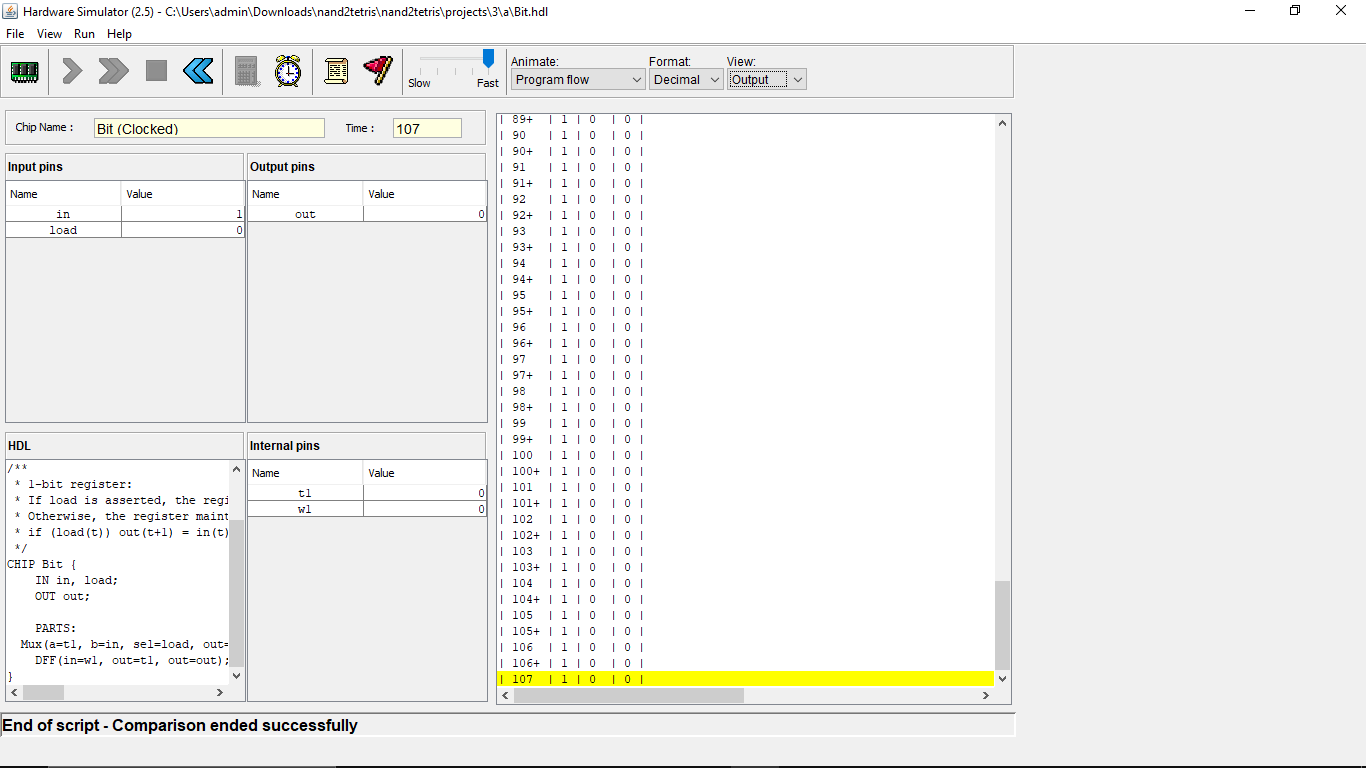 Hardware Simulator (2.5) - C:\Users\admin\Downloads\nand2tetris\nand2tetris\projects\3\a\Bit.hdl
File View Run Help
Animate: Format: View:
Slow Fast Program flow Decimal Output
Chip Name : Bit (Clocked) Time : 107
Input pins
Name Value
in 1
load 0
Output pins
Name Value
out 0
HDL
/**
* 1-bit register:
* If load is asserted, the regi
* Otherwise, the register maint
* if (load(t)) out(t+1) = in(t)
*/
CHIP Bit {
IN in, load;
OUT out;
PARTS:
Mux(a=t1, b=in, sel=load, out=
DFF(in=w1, out=t1, out=out);
}
Internal pins
Name Value
t1 0
w1 0
| 89+ | 1 | 0 | 0 |
| 90 | 1 | 0 | 0 |
| 90+ | 1 | 0 | 0 |
| 91 | 1 | 0 | 0 |
| 91+ | 1 | 0 | 0 |
| 92 | 1 | 0 | 0 |
| 92+ | 1 | 0 | 0 |
| 93 | 1 | 0 | 0 |
| 93+ | 1 | 0 | 0 |
| 94 | 1 | 0 | 0 |
| 94+ | 1 | 0 | 0 |
| 95 | 1 | 0 | 0 |
| 95+ | 1 | 0 | 0 |
| 96 | 1 | 0 | 0 |
| 96+ | 1 | 0 | 0 |
| 97 | 1 | 0 | 0 |
| 97+ | 1 | 0 | 0 |
| 98 | 1 | 0 | 0 |
| 98+ | 1 | 0 | 0 |
| 99 | 1 | 0 | 0 |
| 99+ | 1 | 0 | 0 |
| 100 | 1 | 0 | 0 |
| 100+ | 1 | 0 | 0 |
| 101 | 1 | 0 | 0 |
| 101+ | 1 | 0 | 0 |
| 102 | 1 | 0 | 0 |
| 102+ | 1 | 0 | 0 |
| 103 | 1 | 0 | 0 |
| 103+ | 1 | 0 | 0 |
| 104 | 1 | 0 | 0 |
| 104+ | 1 | 0 | 0 |
| 105 | 1 | 0 | 0 |
| 105+ | 1 | 0 | 0 |
| 106 | 1 | 0 | 0 |
| 106+ | 1 | 0 | 0 |
| 107 | 1 | 0 | 0 |
End of script - Comparison ended successfully